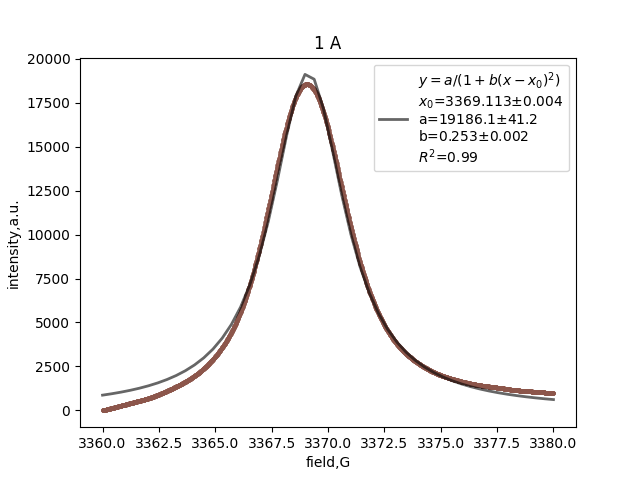 1 A
20000
17500
15000
12500
10000
7500
5000
2500
0
intensity,a.u.
y = a/(1 + b(x − x₀)²)
x₀=3369.113±0.004
a=19186.1±41.2
b=0.253±0.002
R²=0.99
3360.0 3362.5 3365.0 3367.5 3370.0 3372.5 3375.0 3377.5 3380.0
field,G